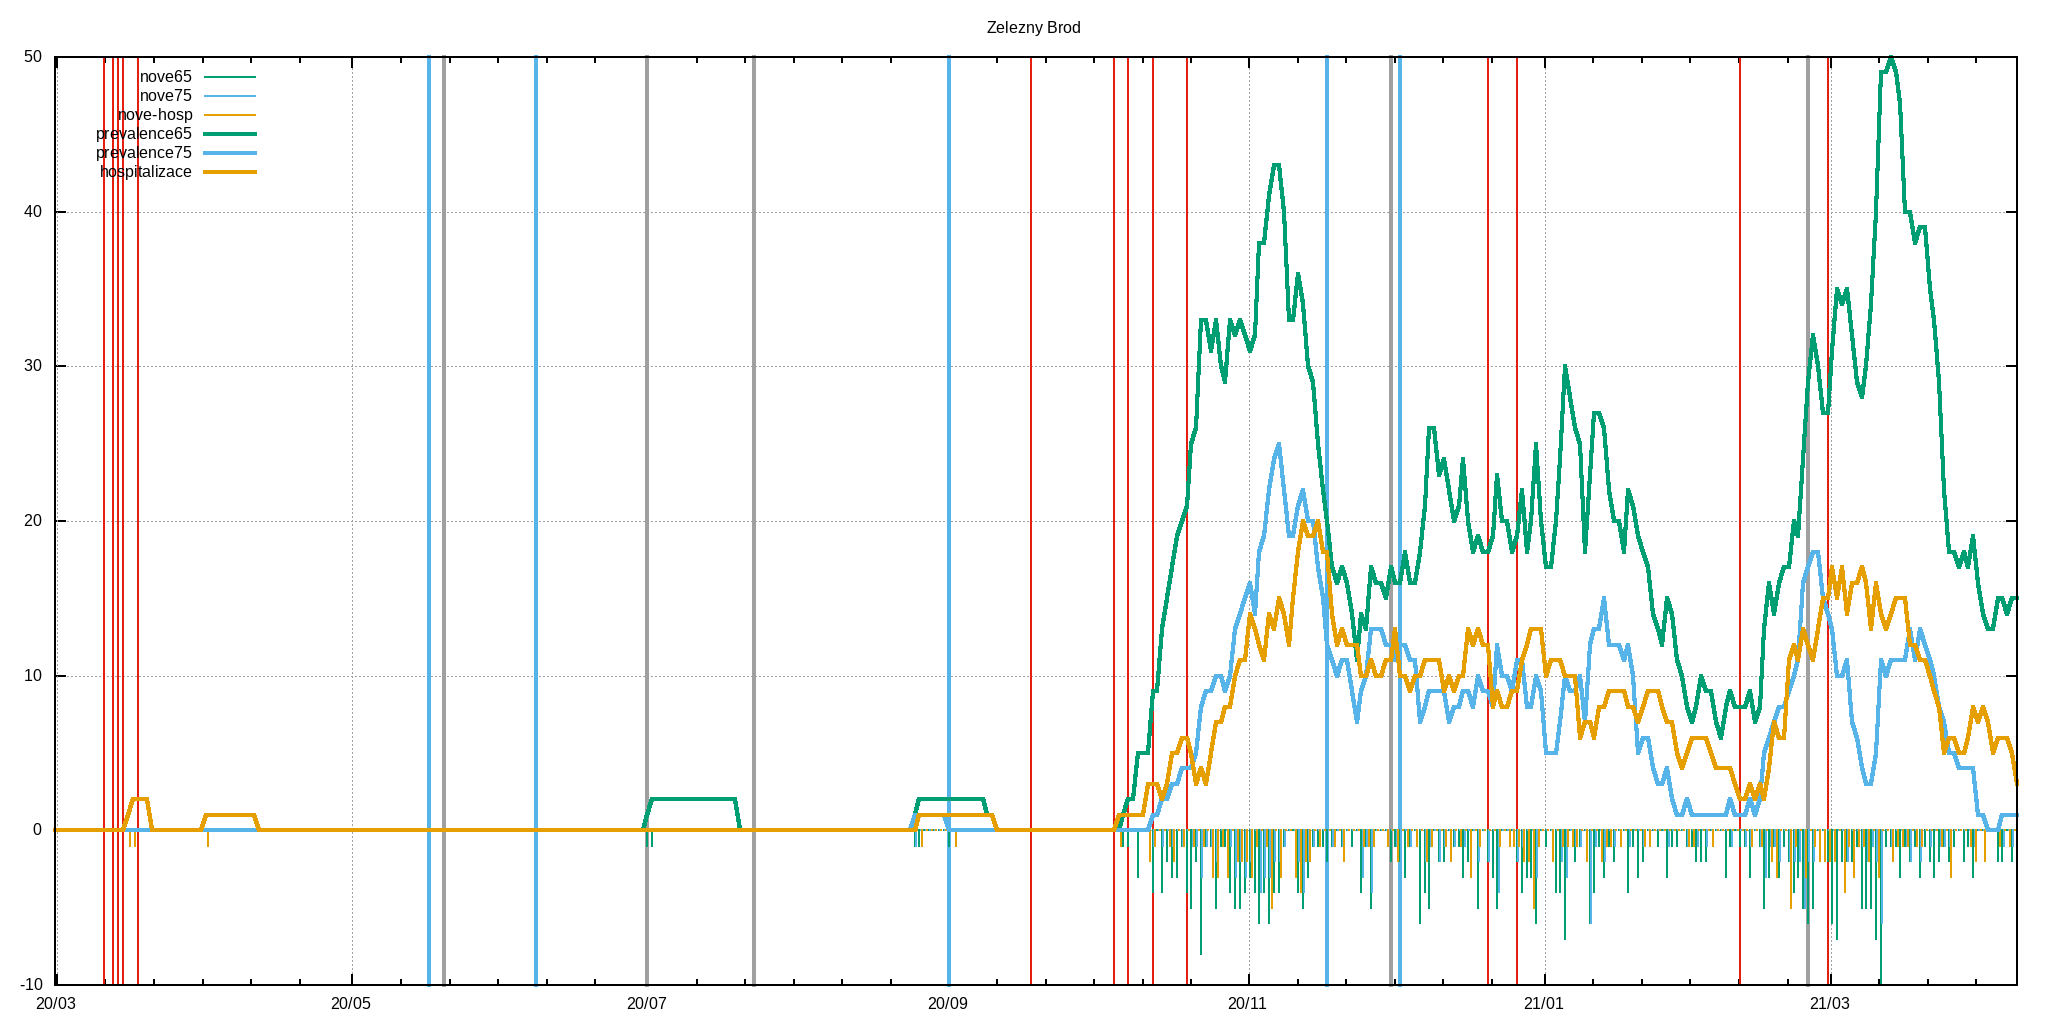 Zelezny Brod
50
nove65
nove75
nove-hosp
prevalence65
prevalence75
hospitalizace
40
30
20
10
0
-10
20/03 20/05 20/07 20/09 20/11 21/01 21/03